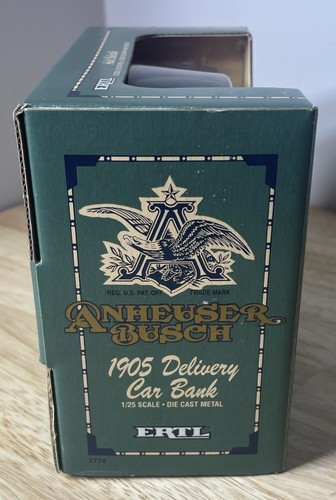 ERTL
A
REG. U.S. PAT. OFF. TRADE MARK
ANHEUSER
BUSCH
1905 Delivery
Car Bank
1/25 SCALE • DIE CAST METAL
ERTL